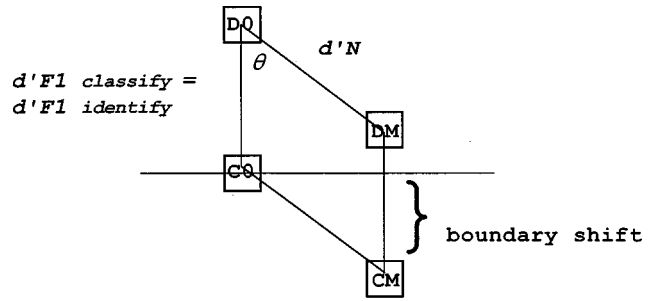 D0
d'N
θ
d'F1 classify =
d'F1 identify
DM
C0
boundary shift
CM